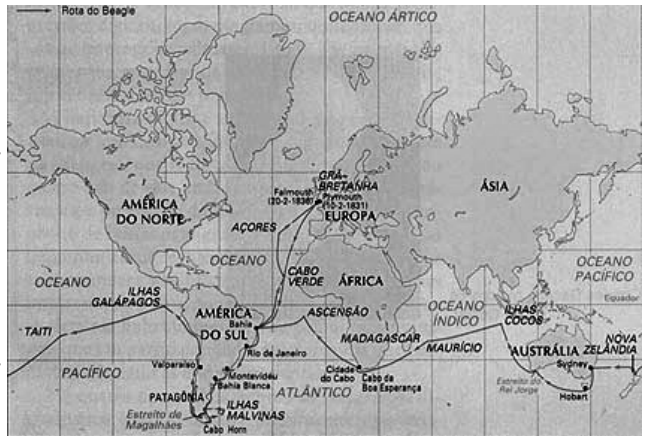 Rota do Beagle
OCEANO ÁRTICO
GRÃ-
BRETANHA
Falmouth
(20-2-1836)
Plymouth
(10-2-1831)
EUROPA
ÁSIA
AMÉRICA
DO NORTE
AÇORES
OCEANO
OCEANO
CABO
VERDE
ÁFRICA
OCEANO
PACÍFICO
ILHAS
GALÁPAGOS
AMÉRICA
DO SUL
Bahia
ASCENSÃO
OCEANO
ÍNDICO
ILHAS
COCOS
Equador
TAITI
MADAGASCAR
MAURÍCIO
AUSTRÁLIA
NOVA
ZELÂNDIA
Rio de Janeiro
Valparaíso
Sydney
PACÍFICO
Montevidéu
Bahia Blanca
Cidade
do Cabo
Cabo da
Boa Esperança
Estreito do
Rei Jorge
Hobart
ATLÂNTICO
PATAGÔNIA
Estreito de
Magalhães
ILHAS
MALVINAS
Cabo Horn